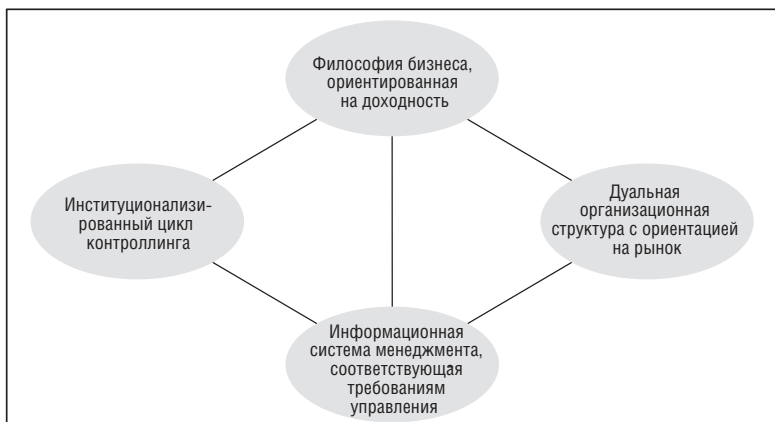 Философия бизнеса,
ориентированная
на доходность
Институционализи-
рованный цикл
контроллинга
Дуальная
организационная
структура с ориентацией
на рынок
Информационная
система менеджмента,
соответствующая
требованиям
управления